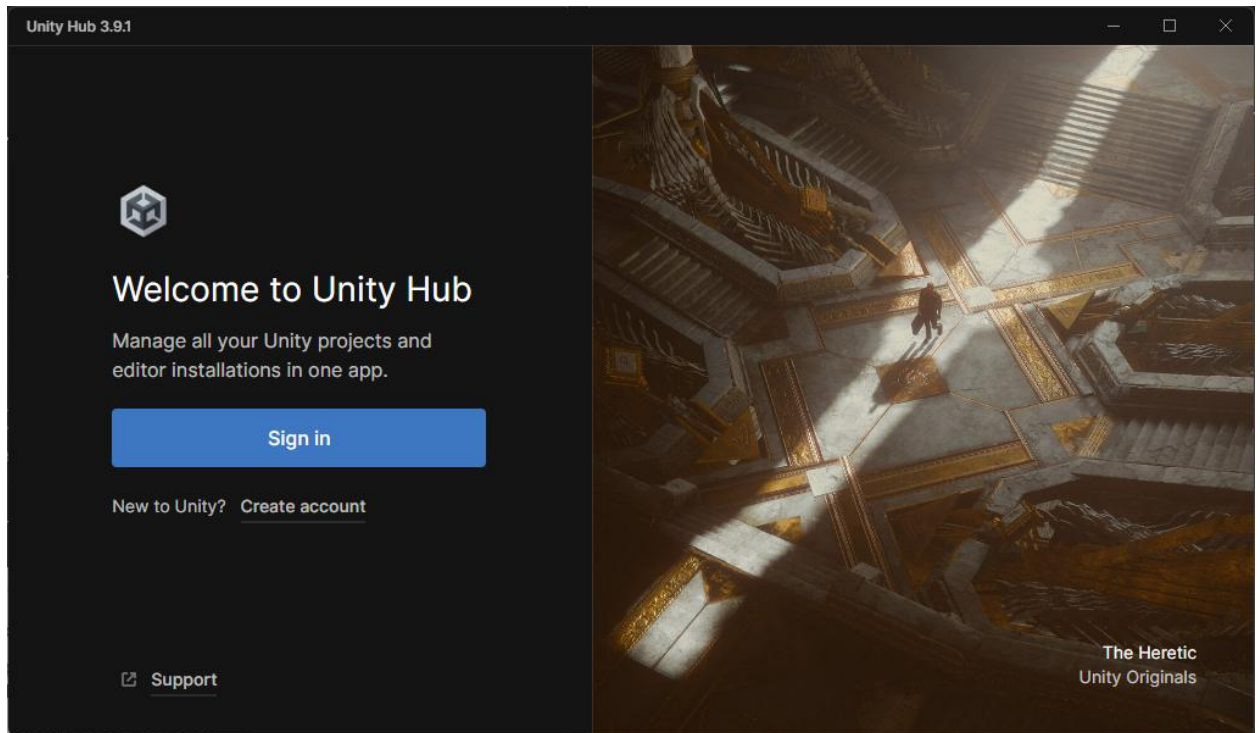 Unity Hub 3.9.1
Welcome to Unity Hub
Manage all your Unity projects and
editor installations in one app.
Sign in
New to Unity? Create account
Support
The Heretic
Unity Originals